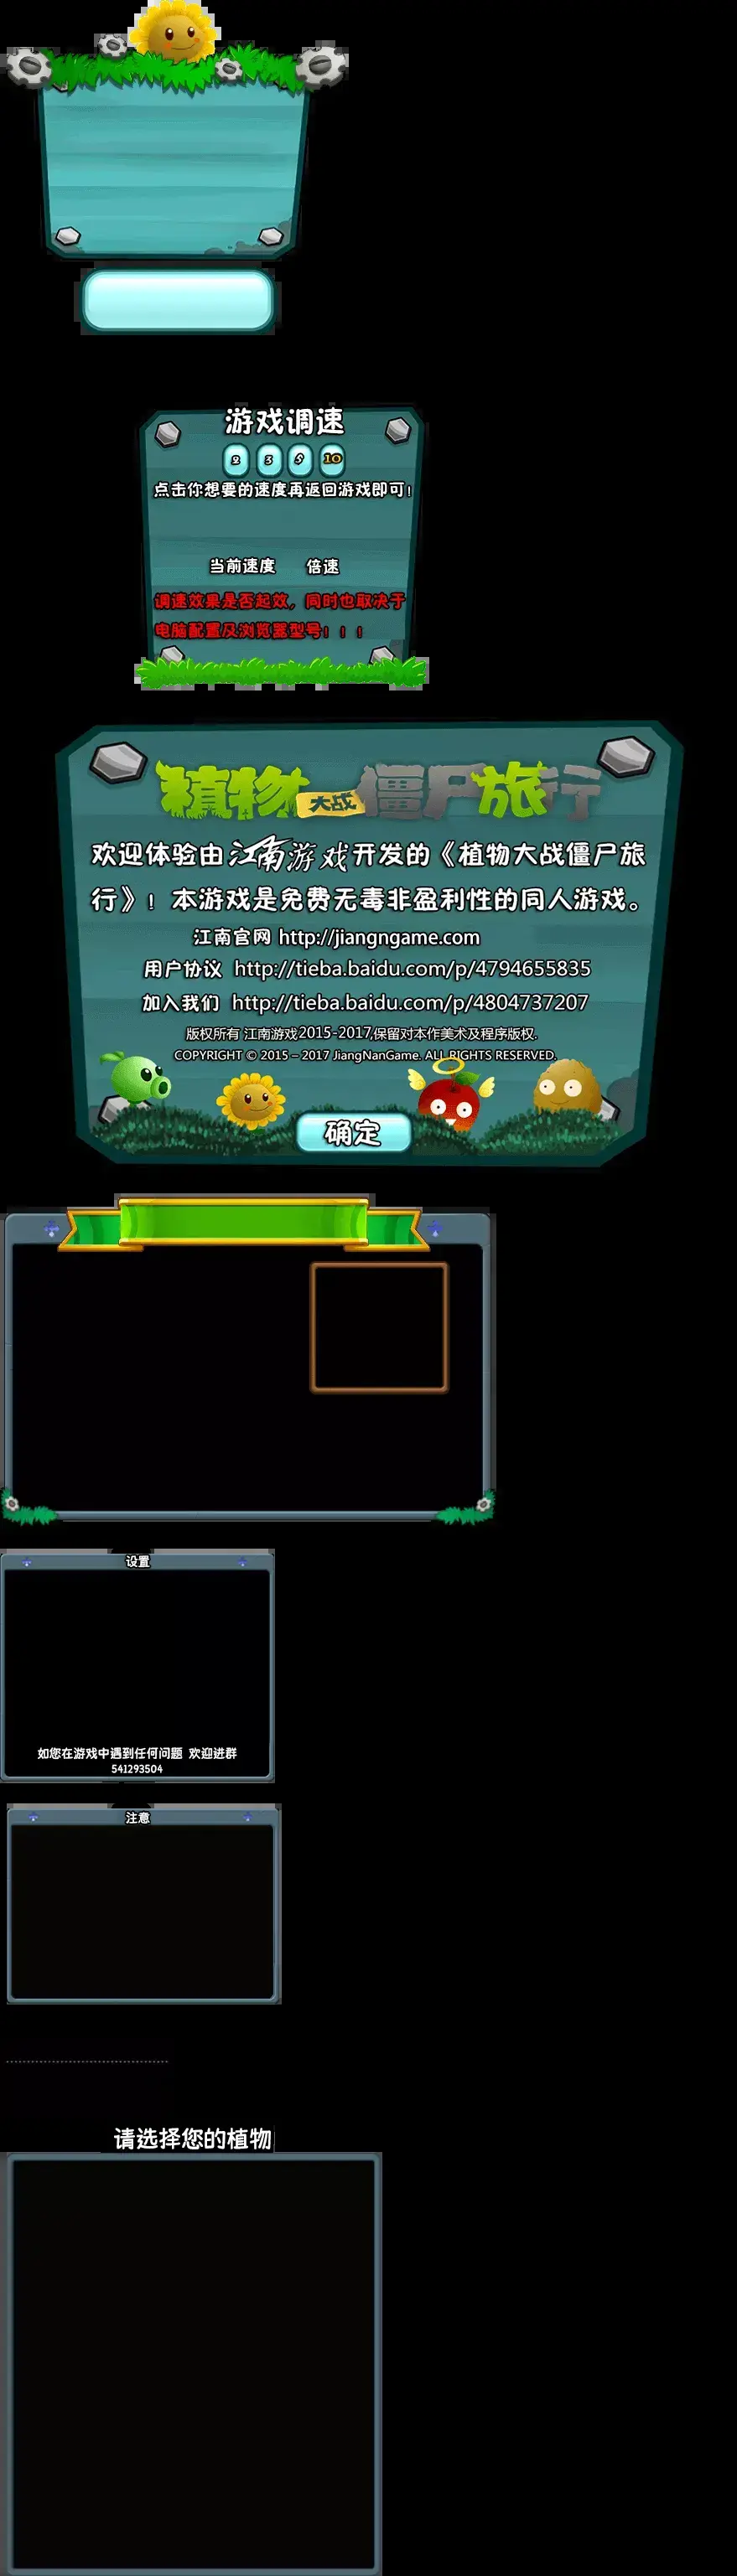 游戏调速
2 3 5 10
点击你想要的速度再返回游戏即可!
当前速度 倍速
调速效果是否起效，同时也取决于
电脑配置及浏览器型号！！！
植物大战僵尸旅行
欢迎体验由江南游戏开发的《植物大战僵尸旅
行》！本游戏是免费无毒非盈利性的同人游戏。
江南官网 http://jiangngame.com
用户协议 http://tieba.baidu.com/p/4794655835
加入我们 http://tieba.baidu.com/p/4804737207
版权所有 江南游戏2015-2017,保留对本作美术及程序版权.
COPYRIGHT © 2015 – 2017 JiangNanGame. ALL RIGHTS RESERVED.
确定
设置
如您在游戏中遇到任何问题 欢迎进群
541293504
注意
请选择您的植物